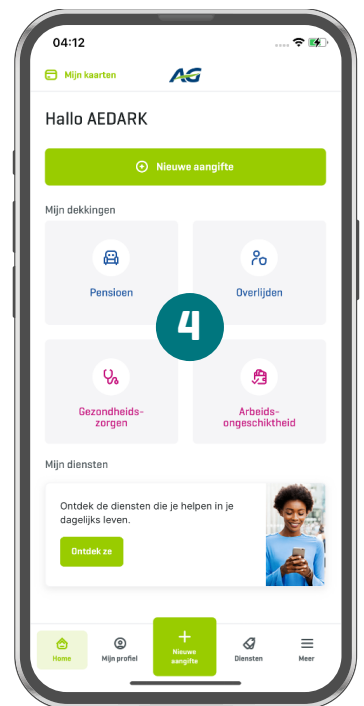 04:12
Mijn kaarten
AG
Hallo AEDARK
Nieuwe aangifte
Mijn dekkingen
Pensioen
Overlijden
4
Gezondheids-
zorgen
Arbeids-
ongeschiktheid
Mijn diensten
Ontdek de diensten die je helpen in je
dagelijks leven.
Ontdek ze
Home
Mijn profiel
Nieuwe
aangifte
Diensten
Meer